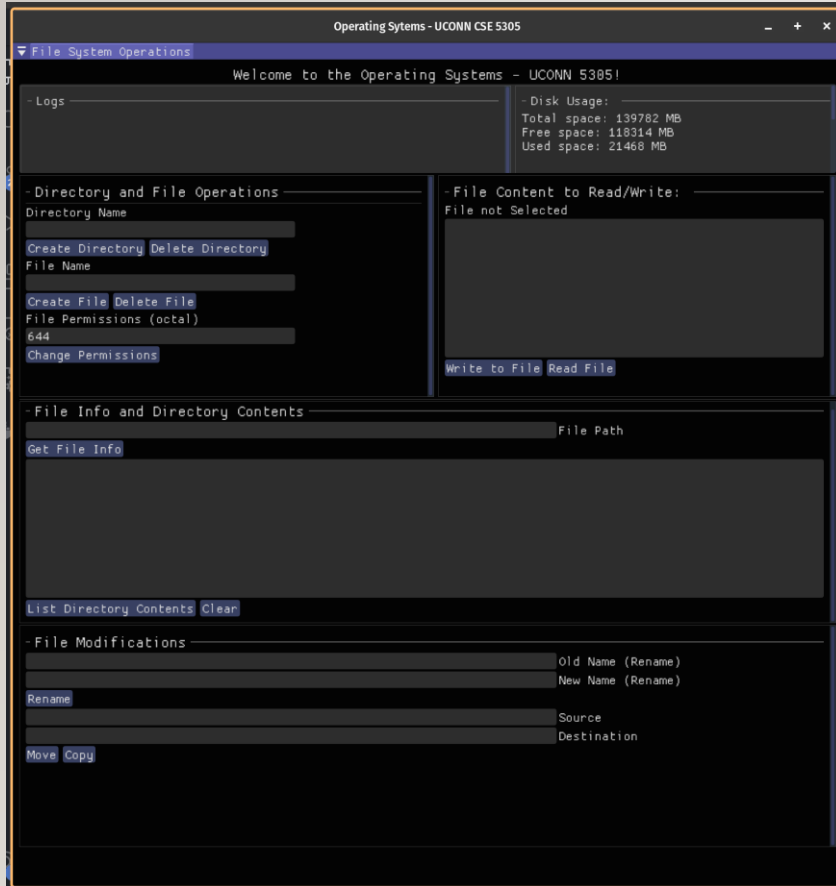 Operating Sytems - UCONN CSE 5305
File System Operations
Welcome to the Operating Systems - UCONN 5305!
Logs
Disk Usage:
Total space: 139782 MB
Free space: 118314 MB
Used space: 21468 MB
Directory and File Operations
Directory Name
Create Directory Delete Directory
File Name
Create File Delete File
File Permissions (octal)
644
Change Permissions
File Content to Read/Write:
File not Selected
Write to File Read File
File Info and Directory Contents
File Path
Get File Info
List Directory Contents Clear
File Modifications
Old Name (Rename)
New Name (Rename)
Rename
Source
Destination
Move Copy